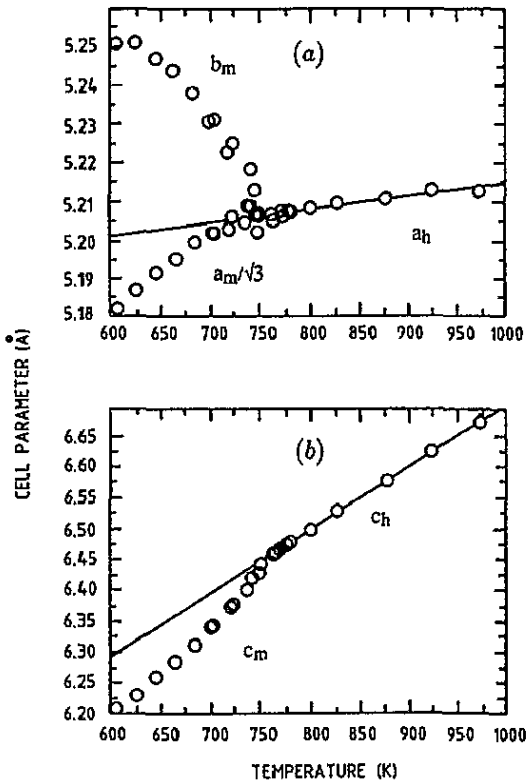 5.25
5.24
5.23
5.22
5.21
5.20
5.19
5.18
(a)
b_m
a_h
a_m/√3
600 650 700 750 800 850 900 950 1000
CELL PARAMETER (Å)
6.65
6.60
6.55
6.50
6.45
6.40
6.35
6.30
6.25
6.20
(b)
c_h
c_m
600 650 700 750 800 850 900 950 1000
TEMPERATURE (K)